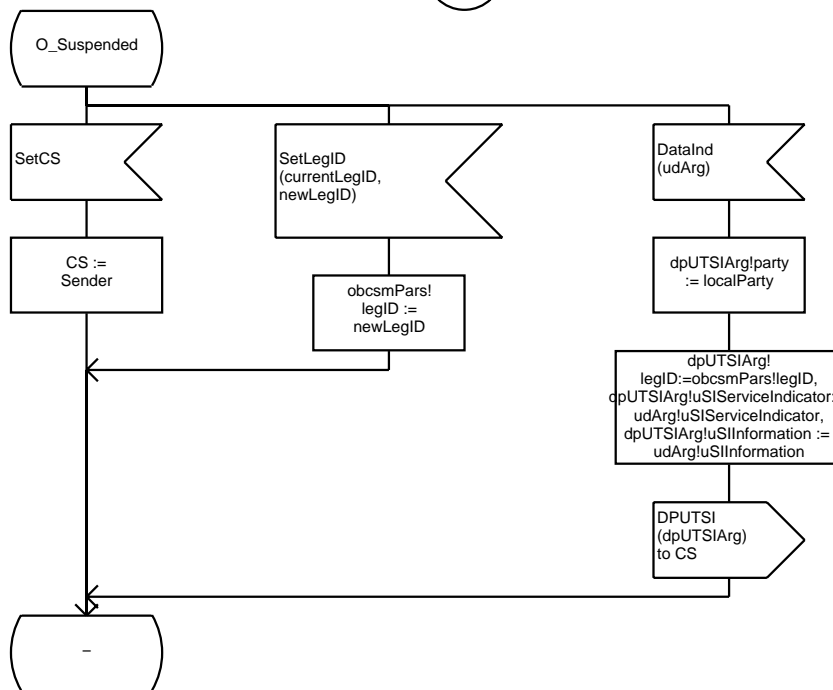 O_Suspended
SetCS
CS :=
Sender
SetLegID
(currentLegID,
newLegID)
obcsmPars!
legID :=
newLegID
DataInd
(udArg)
dpUTSIArg!party
:= localParty
dpUTSIArg!
legID:=obcsmPars!legID,
dpUTSIArg!uSIServiceIndicator:
udArg!uSIServiceIndicator,
dpUTSIArg!uSIInformation :=
udArg!uSIInformation
DPUTSI
(dpUTSIArg)
to CS
–